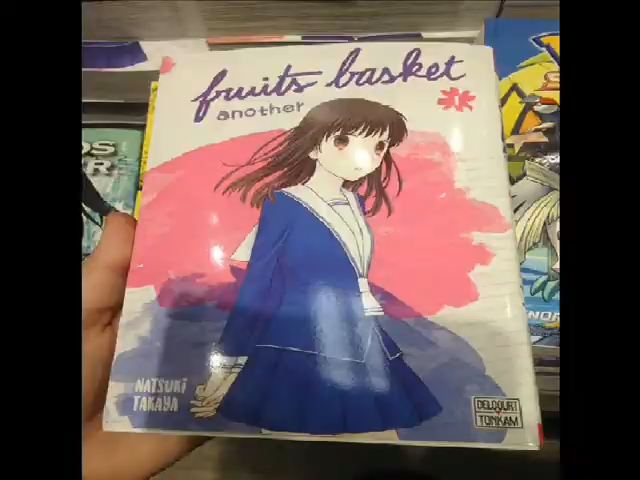 fruits basket
another
1
NATSUKI
TAKAYA
DELCOURT
TONKAM